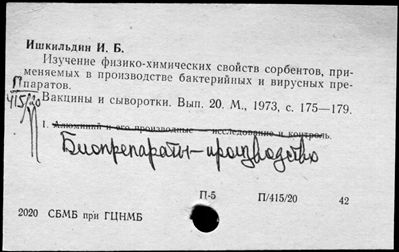 Ишкильдин И. Б.
Изучение физико-химических свойств сорбентов, при-
меняемых в производстве бактерийных и вирусных пре-
паратов.
П
415/20
Вакцины и сыворотки. Вып. 20. М., 1973, с. 175—179.
1. Алюминий и его производные — исследование и контроль.
Биопрепараты — производство
П-5 П/415/20 42
2020 СБМБ при ГЦНМБ